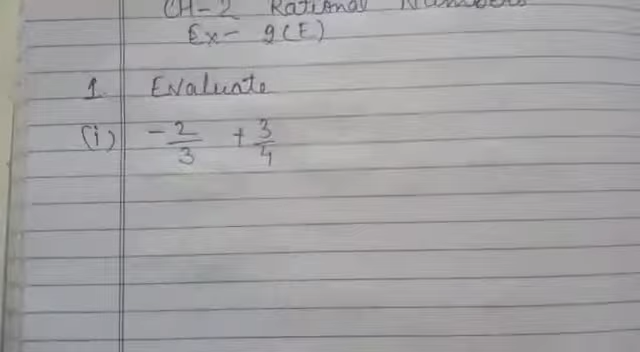 CH-2 Rational Numbers
Ex- 9(E)
1. Evaluate
(i) -2/3 + 3/4